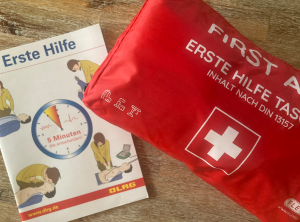 Erste Hilfe
5 Minuten
www.dlrg.de
DLRG
FIRST A
ERSTE HILFE TAS
INHALT NACH DIN 13157